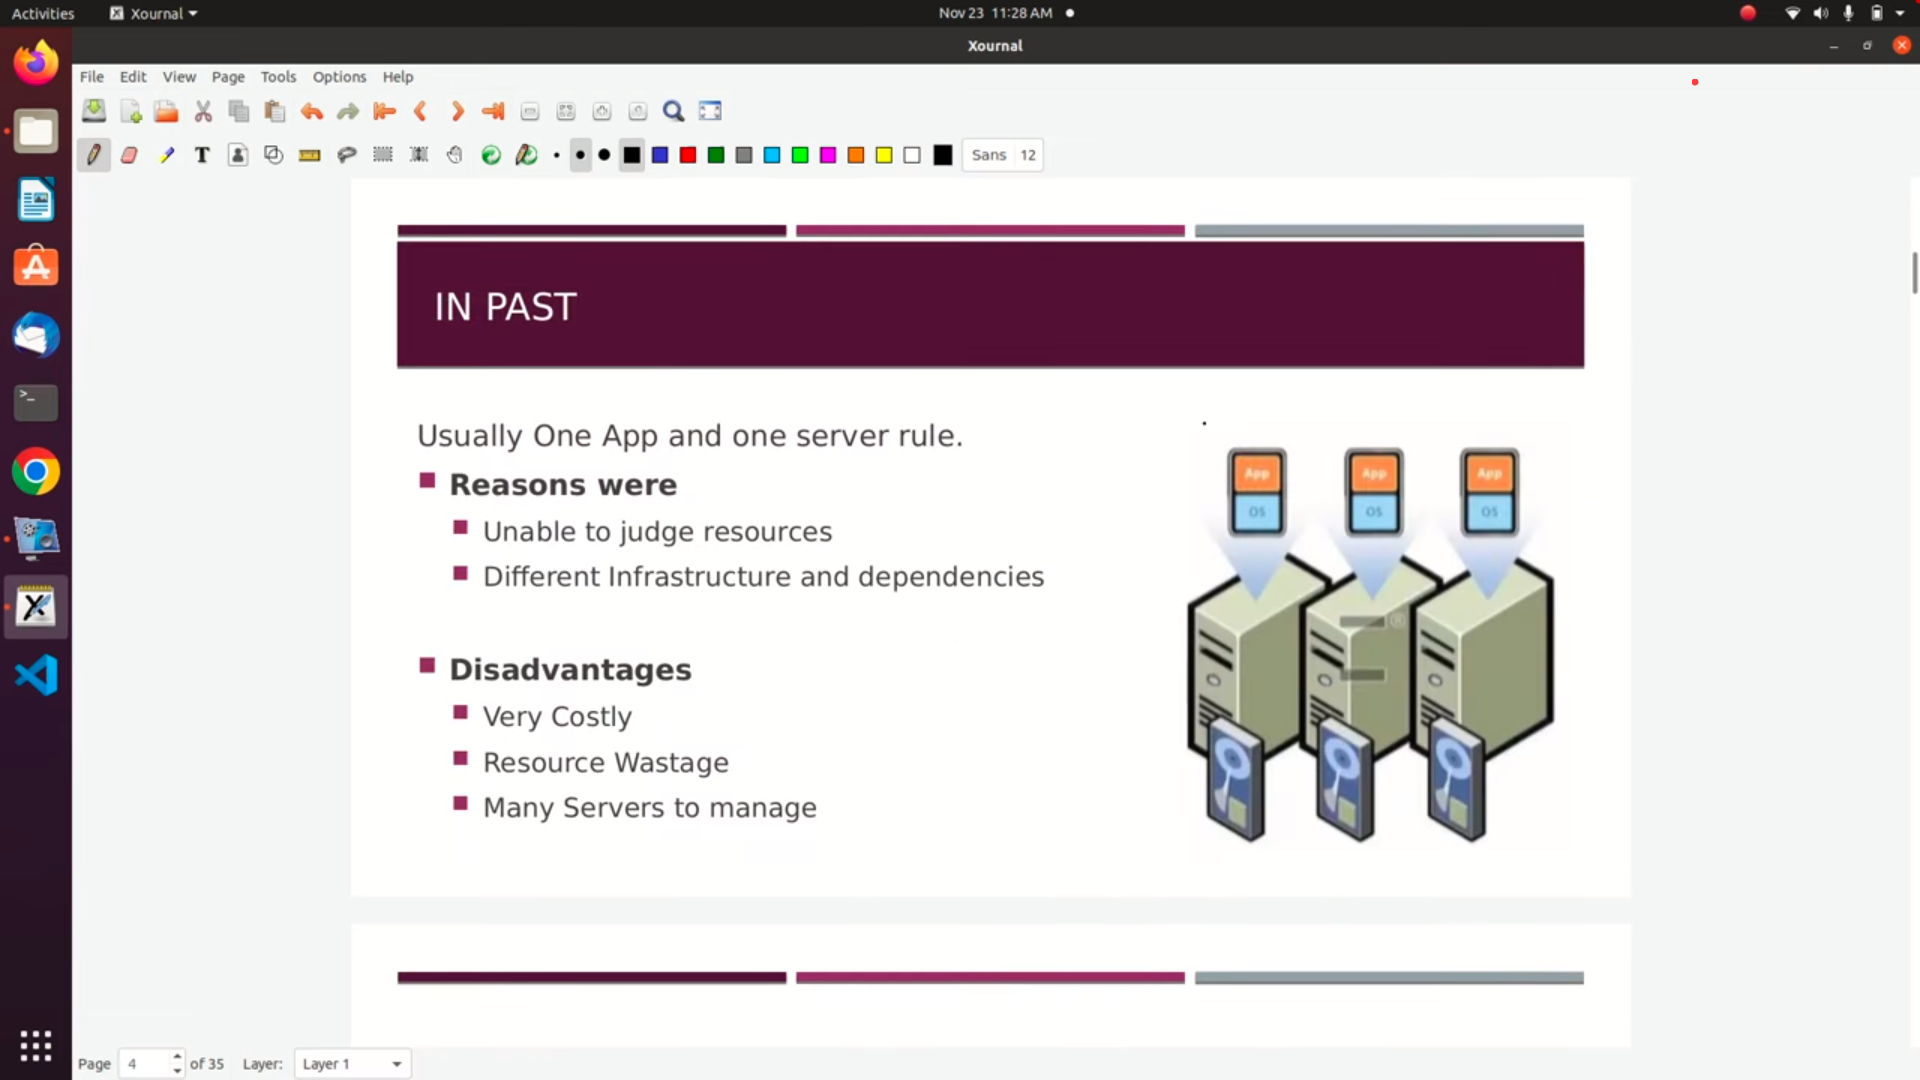 Activities
Xournal
Nov 23 11:28 AM
Xournal
File Edit View Page Tools Options Help
T
Sans 12
IN PAST
Usually One App and one server rule.
Reasons were
Unable to judge resources
Different Infrastructure and dependencies
Disadvantages
Very Costly
Resource Wastage
Many Servers to manage
App App App
OS OS OS
Page 4 of 35 Layer: Layer 1